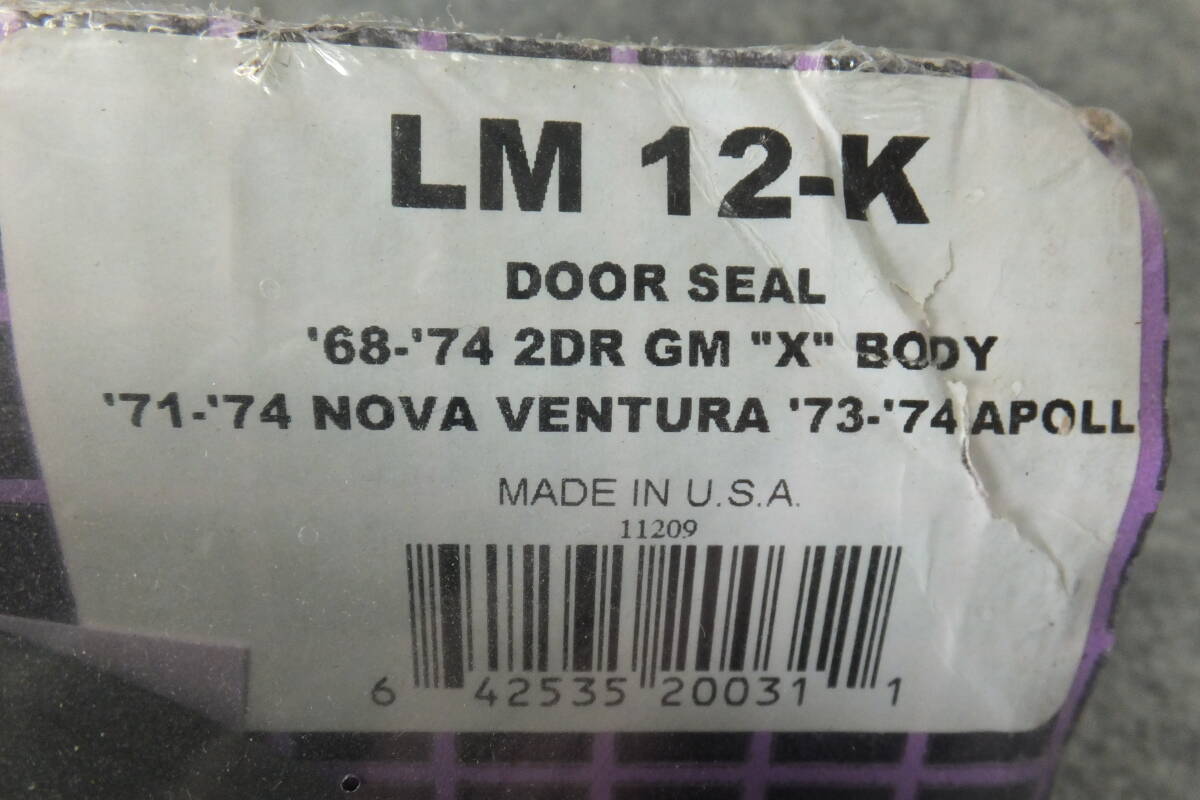 LM 12-K
DOOR SEAL
'68-'74 2DR GM "X" BODY
'71-'74 NOVA VENTURA '73-'74 APOLL
MADE IN U.S.A.
11209
6 42535 20031 1